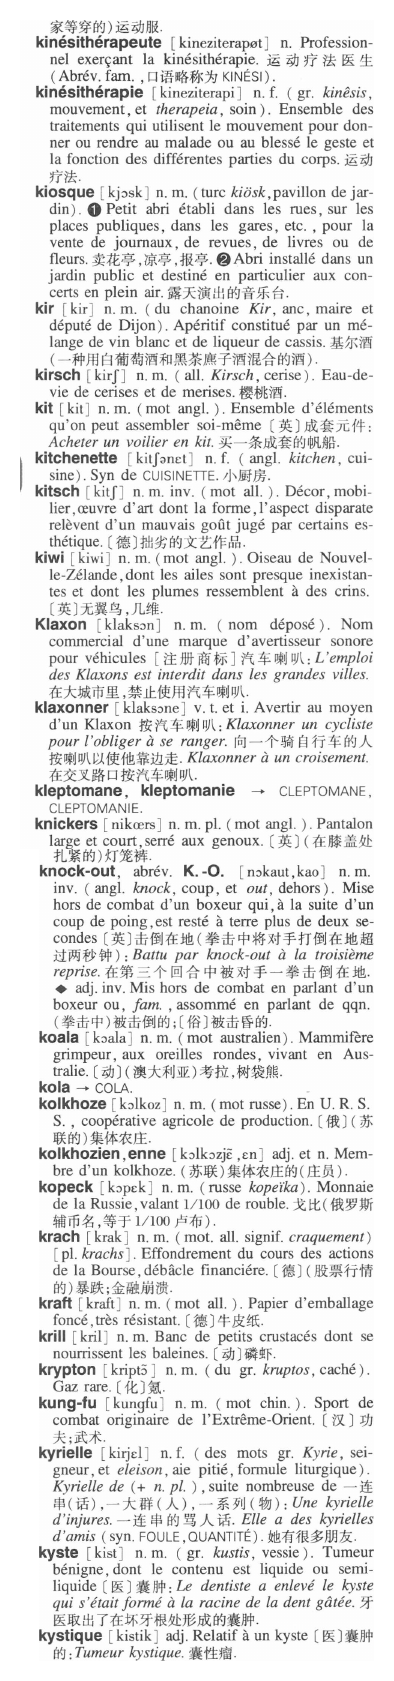 家等穿的)运动服.
kinésithérapeute [kineziterapøt] n. Profession-
nel exerçant la kinésithérapie. 运动疗法医生
(Abrév. fam. ,口语略称为 KINÉSI).
kinésithérapie [kineziterapi] n. f. ( gr. kinêsis,
mouvement, et therapeia, soin). Ensemble des
traitements qui utilisent le mouvement pour don-
ner ou rendre au malade ou au blessé le geste et
la fonction des différentes parties du corps. 运动
疗法.
kiosque [kjɔsk] n. m. (turc kiösk,pavillon de jar-
din). ❶ Petit abri établi dans les rues, sur les
places publiques, dans les gares, etc. , pour la
vente de journaux, de revues, de livres ou de
fleurs. 卖花亭,凉亭,报亭. ❷ Abri installé dans un
jardin public et destiné en particulier aux con-
certs en plein air. 露天演出的音乐台.
kir [kir] n. m. ( du chanoine Kir, anc, maire et
député de Dijon). Apéritif constitué par un mé-
lange de vin blanc et de liqueur de cassis. 基尔酒
(一种用白葡萄酒和黑茶藨子酒混合的酒).
kirsch [kirʃ] n. m. ( all. Kirsch, cerise). Eau-de-
vie de cerises et de merises. 樱桃酒.
kit [kit] n. m. (mot angl. ). Ensemble d'éléments
qu'on peut assembler soi-même〔英〕成套元件:
Acheter un voilier en kit. 买一条成套的帆船.
kitchenette [kitʃənɛt] n. f. ( angl. kitchen, cui-
sine). Syn de CUISINETTE. 小厨房.
kitsch [kitʃ] n. m. inv. ( mot all. ). Décor, mobi-
lier,œuvre d'art dont la forme,l'aspect disparate
relèvent d'un mauvais goût jugé par certains es-
thétique.〔德〕拙劣的文艺作品.
kiwi [kiwi] n. m. (mot angl. ). Oiseau de Nouvel-
le-Zélande,dont les ailes sont presque inexistan-
tes et dont les plumes ressemblent à des crins.
〔英〕无翼鸟,几维.
Klaxon [klaksɔn] n. m. ( nom déposé). Nom
commercial d'une marque d'avertisseur sonore
pour véhicules [注册商标]汽车喇叭: L'emploi
des Klaxons est interdit dans les grandes villes.
在大城市里,禁止使用汽车喇叭.
klaxonner [klaksɔne] v. t. et i. Avertir au moyen
d'un Klaxon 按汽车喇叭: Klaxonner un cycliste
pour l'obliger à se ranger. 向一个骑自行车的人
按喇叭以使他靠边走. Klaxonner à un croisement.
在交叉路口按汽车喇叭.
kleptomane, kleptomanie → CLEPTOMANE,
CLEPTOMANIE.
knickers [nikœrs] n. m. pl. (mot angl. ). Pantalon
large et court,serré aux genoux.〔英〕(在膝盖处
扎紧的)灯笼裤.
knock-out, abrév. K. -O. [nɔkaut,kao] n. m.
inv. ( angl. knock, coup, et out, dehors). Mise
hors de combat d'un boxeur qui,à la suite d'un
coup de poing,est resté à terre plus de deux se-
condes〔英〕击倒在地(拳击中将对手打倒在地超
过两秒钟): Battu par knock-out à la troisième
reprise. 在第三个回合中被对手一拳击倒在地.
◆ adj. inv. Mis hors de combat en parlant d'un
boxeur ou, fam. , assommé en parlant de qqn.
(拳击中)被击倒的;〔俗〕被击昏的.
koala [kɔala] n. m. (mot australien). Mammifère
grimpeur, aux oreilles rondes, vivant en Aus-
tralie.〔动〕(澳大利亚)考拉,树袋熊.
kola → COLA.
kolkhoze [kɔlkoz] n. m. (mot russe). En U. R. S.
S. , coopérative agricole de production.〔俄〕(苏
联的)集体农庄.
kolkhozien,enne [kɔlkɔzjɛ̃,ɛn] adj. et n. Mem-
bre d'un kolkhoze. (苏联)集体农庄的(庄员).
kopeck [kɔpɛk] n. m. (russe kopeïka). Monnaie
de la Russie,valant 1/100 de rouble. 戈比(俄罗斯
辅币名,等于 1/100 卢布).
krach [krak] n. m. (mot. all. signif. craquement)
[pl. krachs]. Effondrement du cours des actions
de la Bourse,débâcle financiére.〔德〕(股票行情
的)暴跌;金融崩溃.
kraft [kraft] n. m. (mot all. ). Papier d'emballage
foncé,très résistant.〔德〕牛皮纸.
krill [kril] n. m. Banc de petits crustacés dont se
nourrissent les baleines.〔动〕磷虾.
krypton [kriptɔ̃] n. m. ( du gr. kruptos, caché).
Gaz rare.〔化〕氪.
kung-fu [kuŋgfu] n. m. (mot chin. ). Sport de
combat originaire de l'Extrême-Orient.〔汉〕功
夫;武术.
kyrielle [kirjɛl] n. f. ( des mots gr. Kyrie, sei-
gneur, et eleison, aie pitié, formule liturgique).
Kyrielle de (+ n. pl. ), suite nombreuse de 一连
串(话),一大群(人),一系列(物): Une kyrielle
d'injures. 一连串的骂人话. Elle a des kyrielles
d'amis (syn. FOULE,QUANTITÉ). 她有很多朋友.
kyste [kist] n. m. ( gr. kustis, vessie). Tumeur
bénigne, dont le contenu est liquide ou semi-
liquide〔医〕囊肿: Le dentiste a enlevé le kyste
qui s'était formé à la racine de la dent gâtée. 牙
医取出了在坏牙根处形成的囊肿.
kystique [kistik] adj. Relatif à un kyste〔医〕囊肿
的: Tumeur kystique. 囊性瘤.